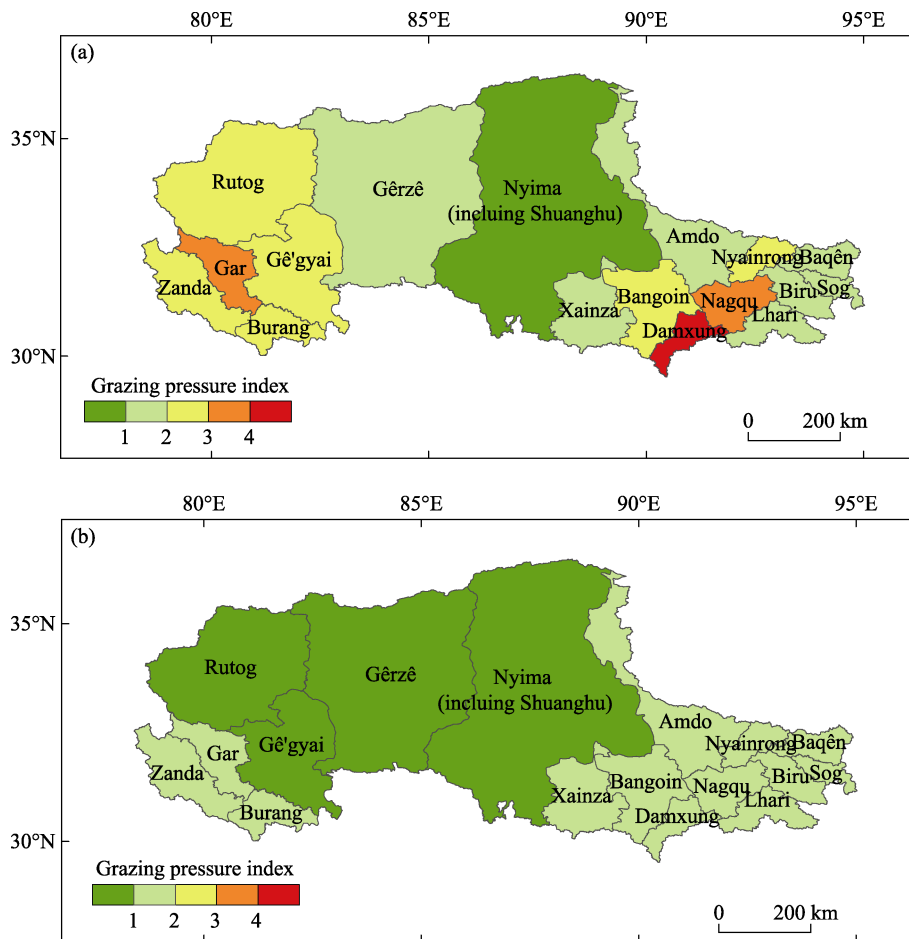 80°E 85°E 90°E 95°E
(a)
35°N
Rutog
Gêrzê
Nyima
(incluing Shuanghu)
Amdo
Nyainrong Baqên
Gar
Gê'gyai
Zanda
Bangoin
Nagqu
Biru Sog
Xainza
Lhari
Burang
Damxung
30°N
Grazing pressure index
1 2 3 4
0 200 km
80°E 85°E 90°E 95°E
(b)
35°N
Rutog
Gêrzê
Nyima
(incluing Shuanghu)
Amdo
Gar
Gê'gyai
Nyainrong Baqên
Zanda
Bangoin
Nagqu
Biru Sog
Xainza
Lhari
Burang
Damxung
30°N
Grazing pressure index
1 2 3 4
0 200 km